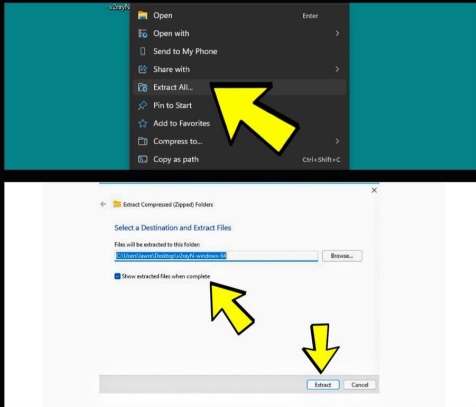 v2rayN
Open Enter
Open with
Send to My Phone
Share with
Extract All...
Pin to Start
Add to Favorites
Compress to...
Copy as path Ctrl+Shift+C
Extract Compressed (Zipped) Folders
Select a Destination and Extract Files
Files will be extracted to this folder:
C:\Users\lawre\Desktop\v2rayN-windows-64 Browse...
Show extracted files when complete
Extract Cancel